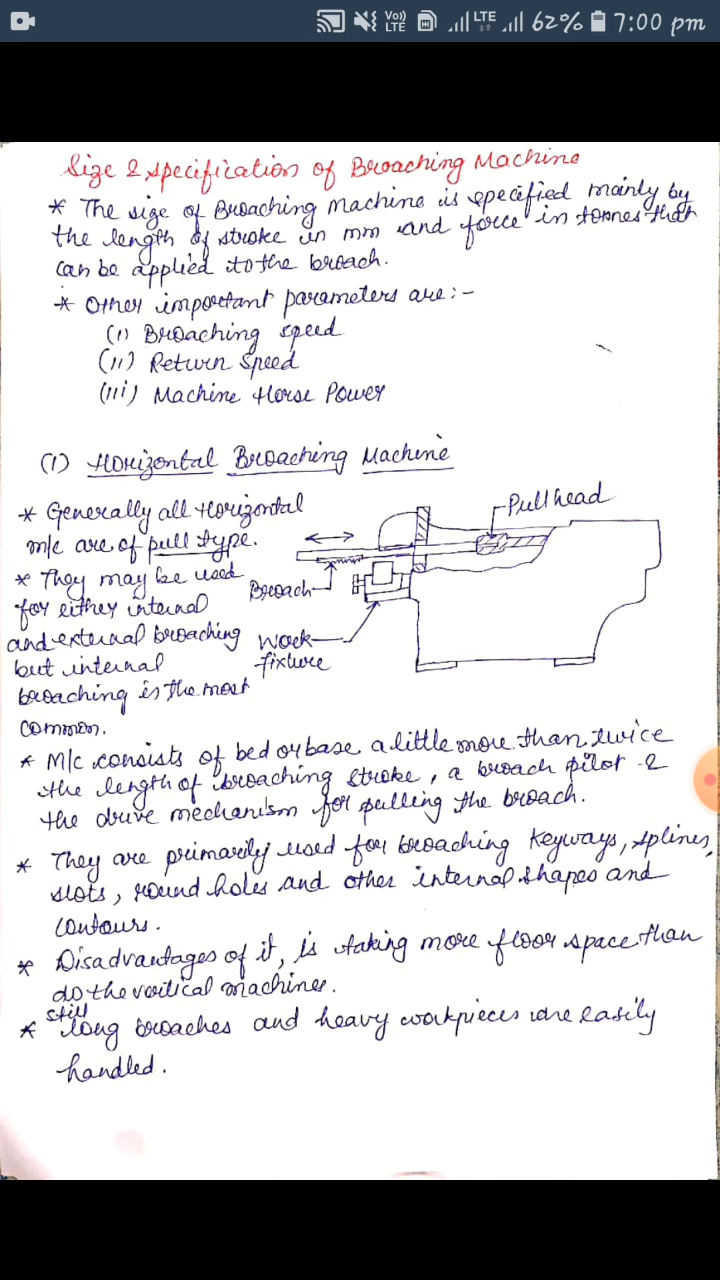 Vo)) LTE LTE 62% 7:00 pm
Size & Specification of Broaching Machine
* The size of Broaching Machine is specified mainly by
the length of stroke in mm and force in tonnes that
can be applied to the broach.
* Other important parameters are:-
(i) Broaching speed
(ii) Return Speed
(iii) Machine Horse Power
(1) Horizontal Broaching Machine
* Generally all Horizontal
m/c are of pull type.
* They may be used
for either internal
and external broaching
but internal
broaching is the most
common.
Pull head
Broach
Work
fixture
* M/c consists of bed or base a little more than twice
the length of broaching stroke, a broach pilot &
the drive mechanism for pulling the broach.
* They are primarily used for broaching Keyways, splines,
slots, round holes and other internal shapes and
contours.
* Disadvantages of it, is taking more floor space than
do the vertical machines.
* still long broaches and heavy workpieces are easily
handled.